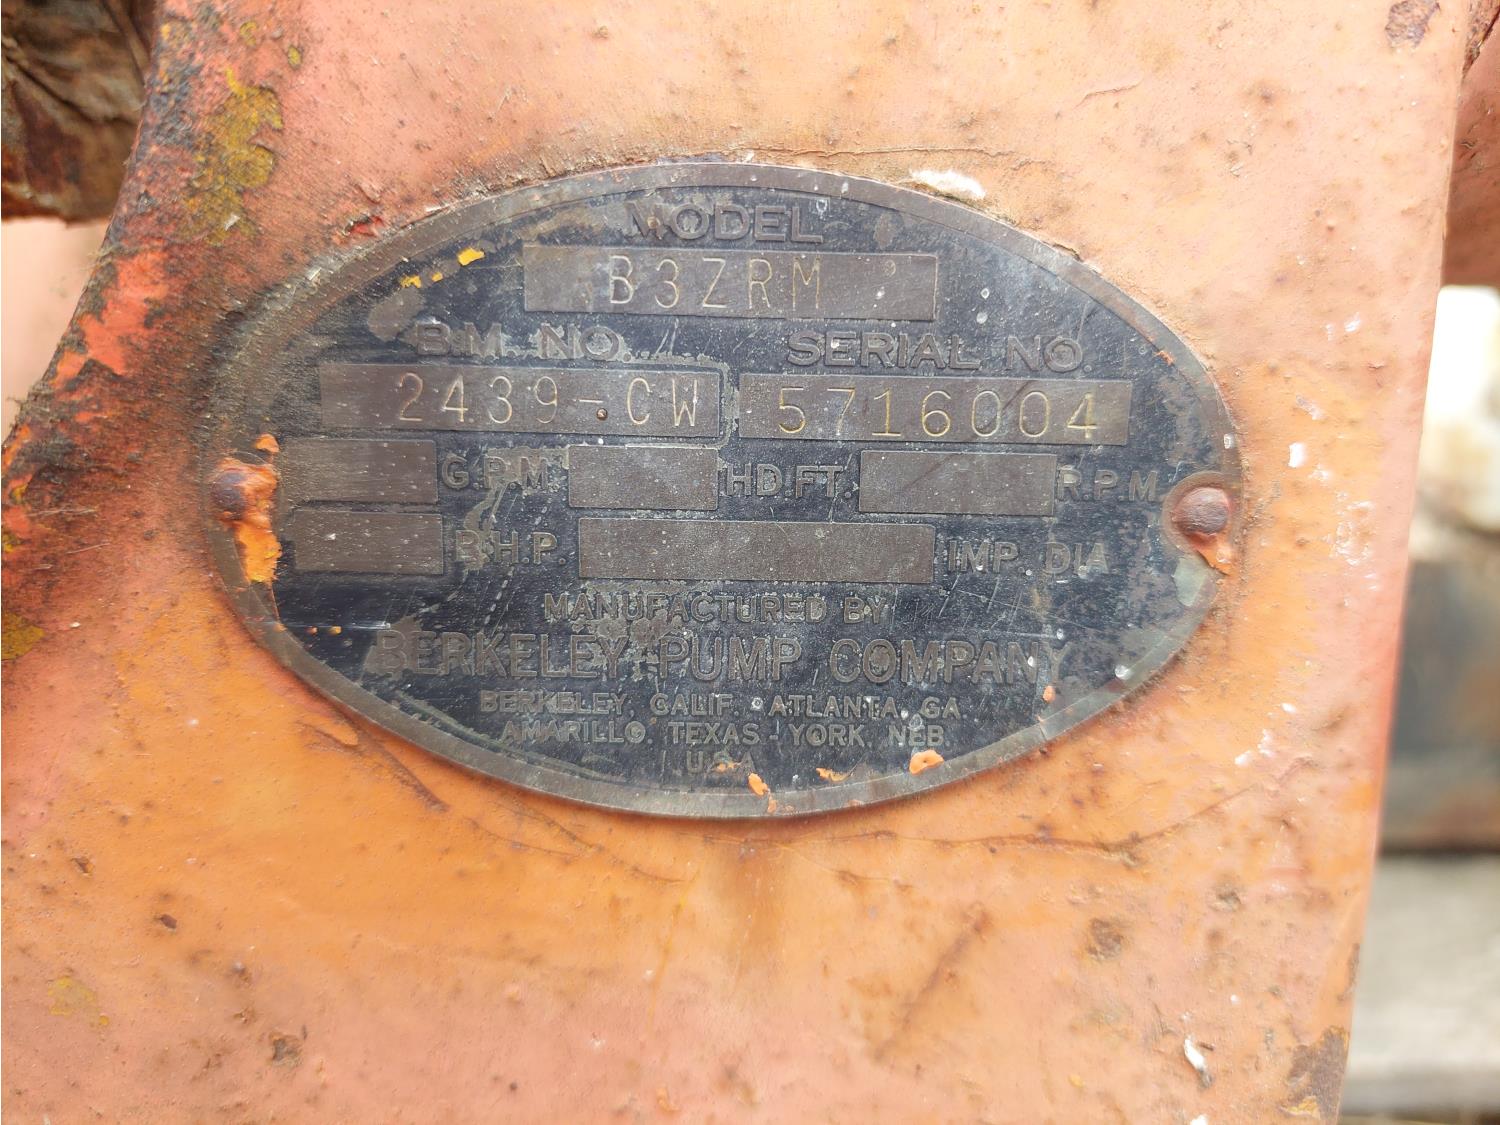 MODEL
B3ZRM
B.M. NO. SERIAL NO.
2439-CW 5716004
G.P.M. HD.FT. R.P.M.
B.H.P. IMP. DIA
MANUFACTURED BY
BERKELEY PUMP COMPANY
BERKELEY, CALIF. ATLANTA, GA
AMARILLO, TEXAS - YORK, NEB.
U.S.A.